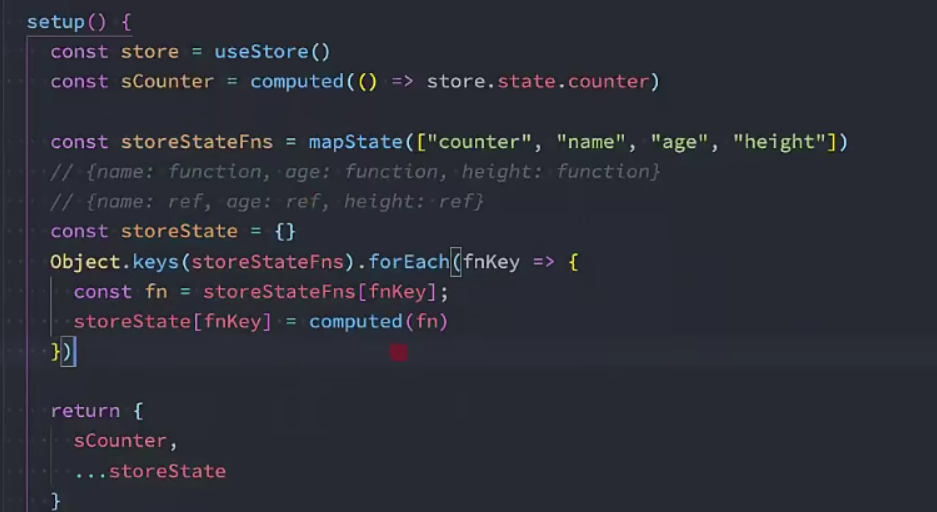 setup() {
const store = useStore()
const sCounter = computed(() => store.state.counter)
const storeStateFns = mapState(["counter", "name", "age", "height"])
// {name: function, age: function, height: function}
// {name: ref, age: ref, height: ref}
const storeState = {}
Object.keys(storeStateFns).forEach(fnKey => {
const fn = storeStateFns[fnKey];
storeState[fnKey] = computed(fn)
})
return {
sCounter,
...storeState
}